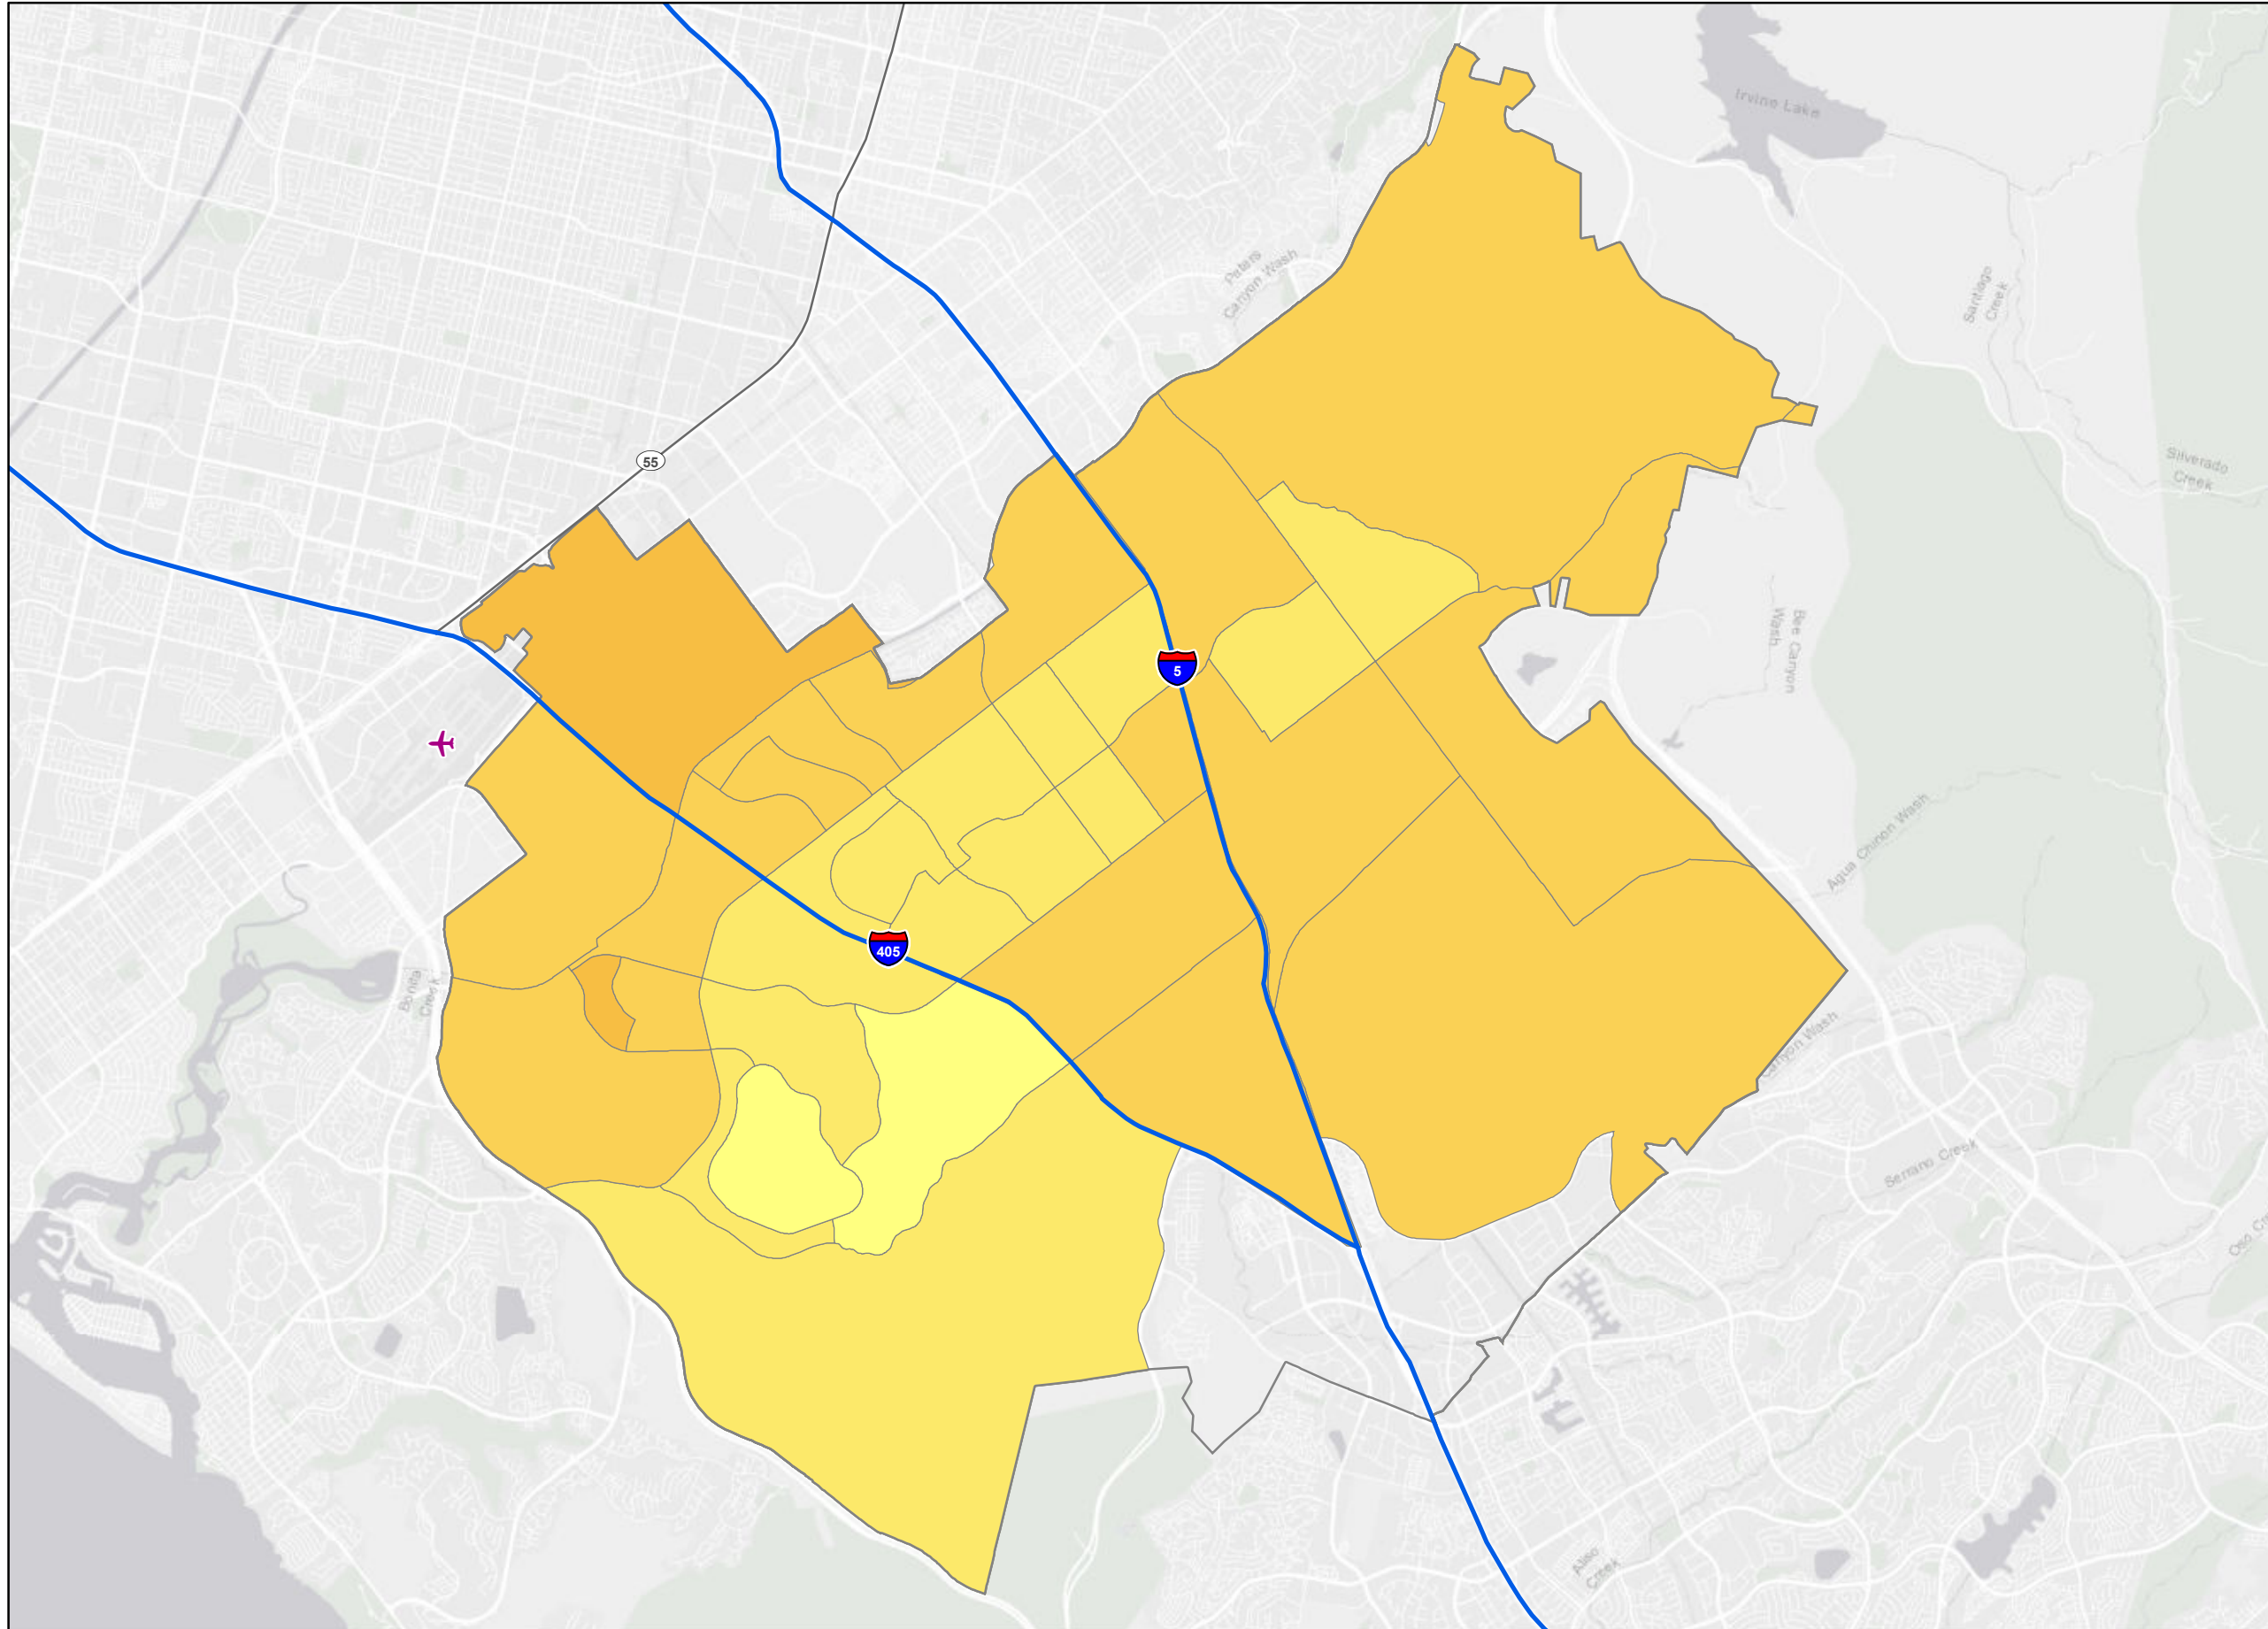 Irvine Lake
Peters
Canyon Wash
Santiago
Creek
55
Silverado
Creek
Bee Canyon
Wash
5
Agua Chinon Wash
405
Bonita
Creek
Canyon Wash
Serrano Creek
Oso
Aliso
Creek